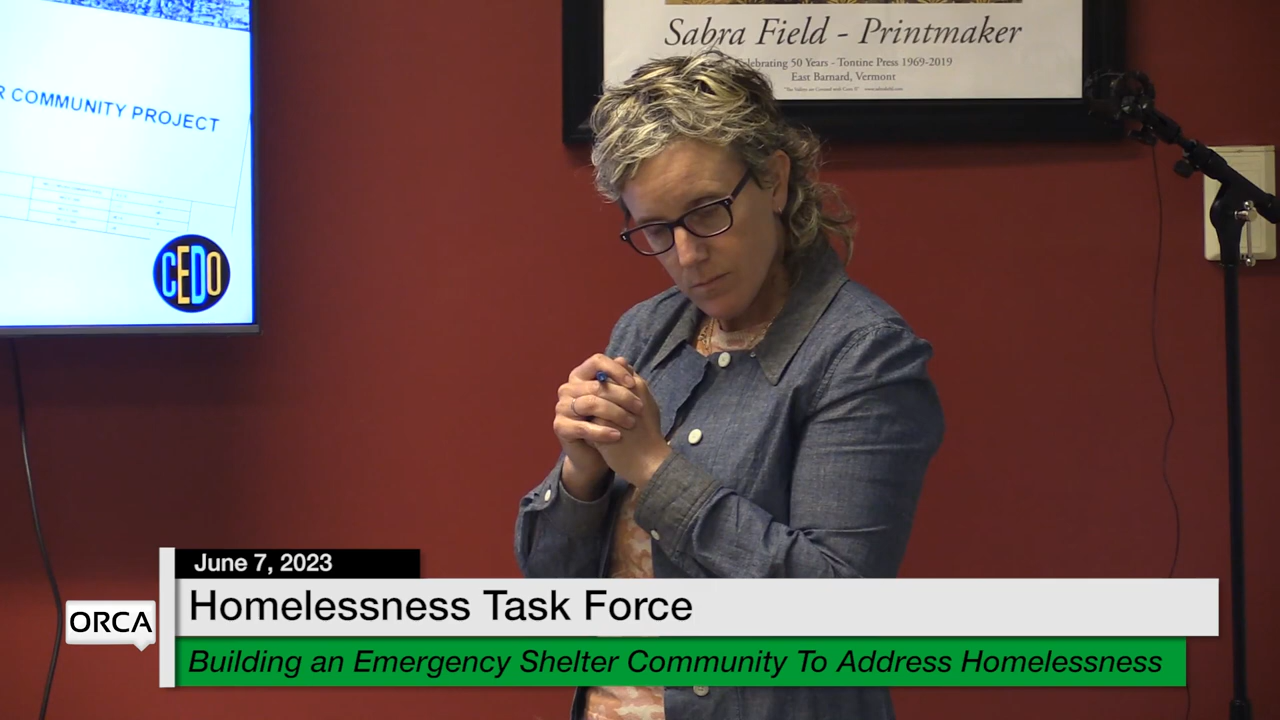 Sabra Field - Printmaker
Celebrating 50 Years - Tontine Press 1969-2019
East Barnard, Vermont
R COMMUNITY PROJECT
CEDO
June 7, 2023
Homelessness Task Force
ORCA
Building an Emergency Shelter Community To Address Homelessness